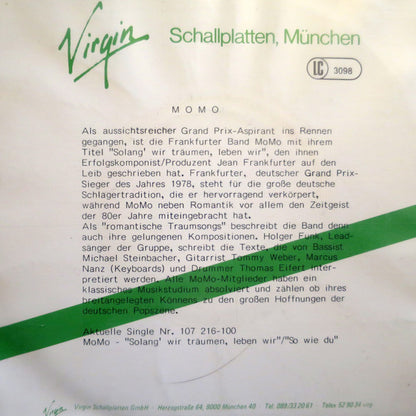 Virgin
Schallplatten, München
LC 3098
M O M O
Als aussichtsreicher Grand Prix-Aspirant ins Rennen
gegangen, ist die Frankfurter Band MoMo mit ihrem
Titel "Solang' wir träumen, leben wir", den ihnen
Erfolgskomponist/Produzent Jean Frankfurter auf den
Leib geschrieben hat. Frankfurter, deutscher Grand Prix-
Sieger des Jahres 1978, steht für die große deutsche
Schlagertradition, die er hervorragend verkörpert,
während MoMo neben Romantik vor allem den Zeitgeist
der 80er Jahre miteingebracht hat.
Als "romantische Traumsongs" beschreibt die Band denn
auch ihre gelungenen Kompositionen. Holger Funk, Lead-
sänger der Gruppe, schreibt die Texte, die von Bassist
Michael Steinbacher, Gitarrist Tommy Weber, Marcus
Nanz (Keyboards) und Drummer Thomas Eifert inter-
pretiert werden. Alle MoMo-Mitglieder haben ein
klassisches Musikstudium absolviert und zählen ob ihres
breitangelegten Könnens zu den großen Hoffnungen der
deutschen Popszene.
Aktuelle Single Nr. 107 216-100
MoMo - "Solang' wir träumen, leben wir"/"So wie du"
Virgin
Virgin Schallplatten GmbH · Herzogstraße 64, 8000 München 40 · Tel. 089/33 20 61 · Telex 52 90 34 utg